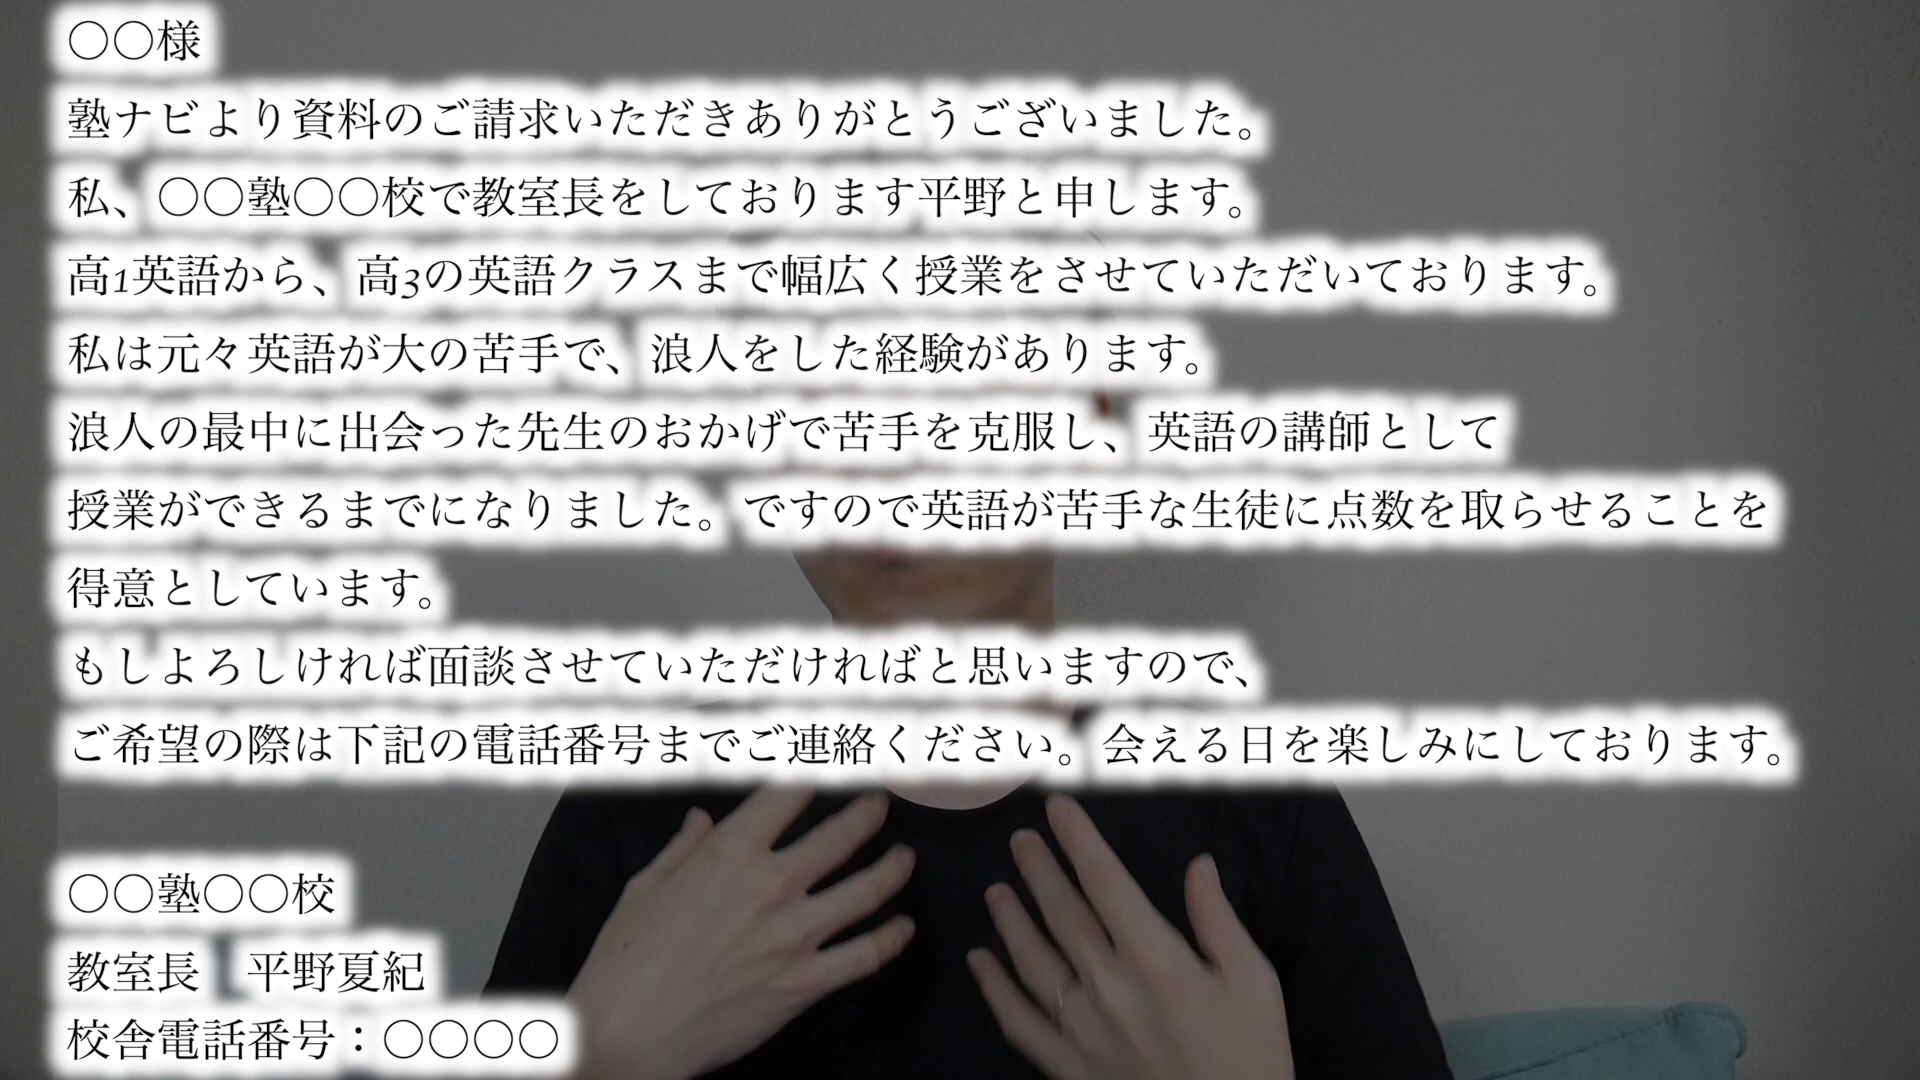 〇〇様
塾ナビより資料のご請求いただきありがとうございました。
私、〇〇塾〇〇校で教室長をしております平野と申します。
高1英語から、高3の英語クラスまで幅広く授業をさせていただいております。
私は元々英語が大の苦手で、浪人をした経験があります。
浪人の最中に出会った先生のおかげで苦手を克服し、英語の講師として
授業ができるまでになりました。ですので英語が苦手な生徒に点数を取らせることを
得意としています。
もしよろしければ面談させていただければと思いますので、
ご希望の際は下記の電話番号までご連絡ください。会える日を楽しみにしております。
〇〇塾〇〇校
教室長　平野夏紀
校舎電話番号：〇〇〇〇